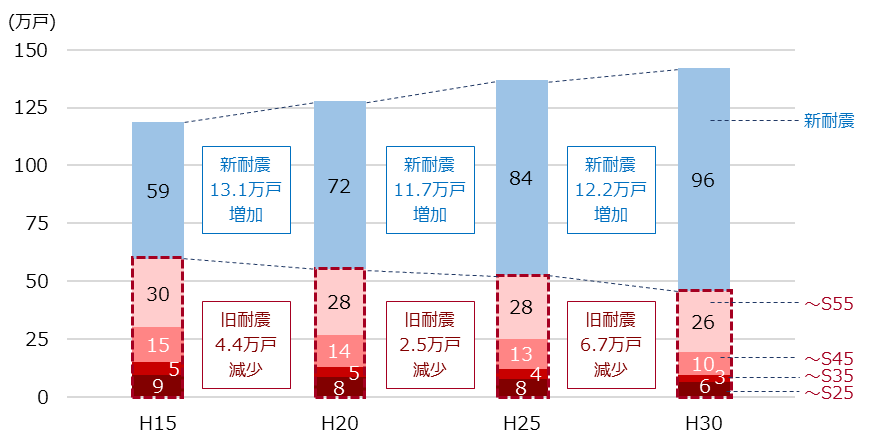 (万戸)
150
125
100
75
50
25
0
59
72
84
96
新耐震
13.1万戸
増加
新耐震
11.7万戸
増加
新耐震
12.2万戸
増加
新耐震
30
28
28
26
15
14
13
10
5
5
4
3
9
8
8
6
旧耐震
4.4万戸
減少
旧耐震
2.5万戸
減少
旧耐震
6.7万戸
減少
～S55
～S45
～S35
～S25
H15
H20
H25
H30